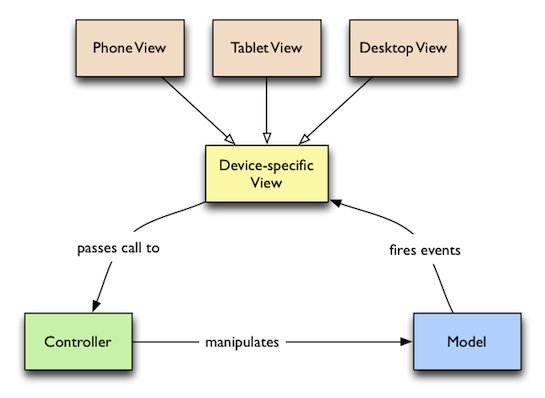 Phone View
Tablet View
Desktop View
Device-specific
View
passes call to
fires events
Controller
manipulates
Model